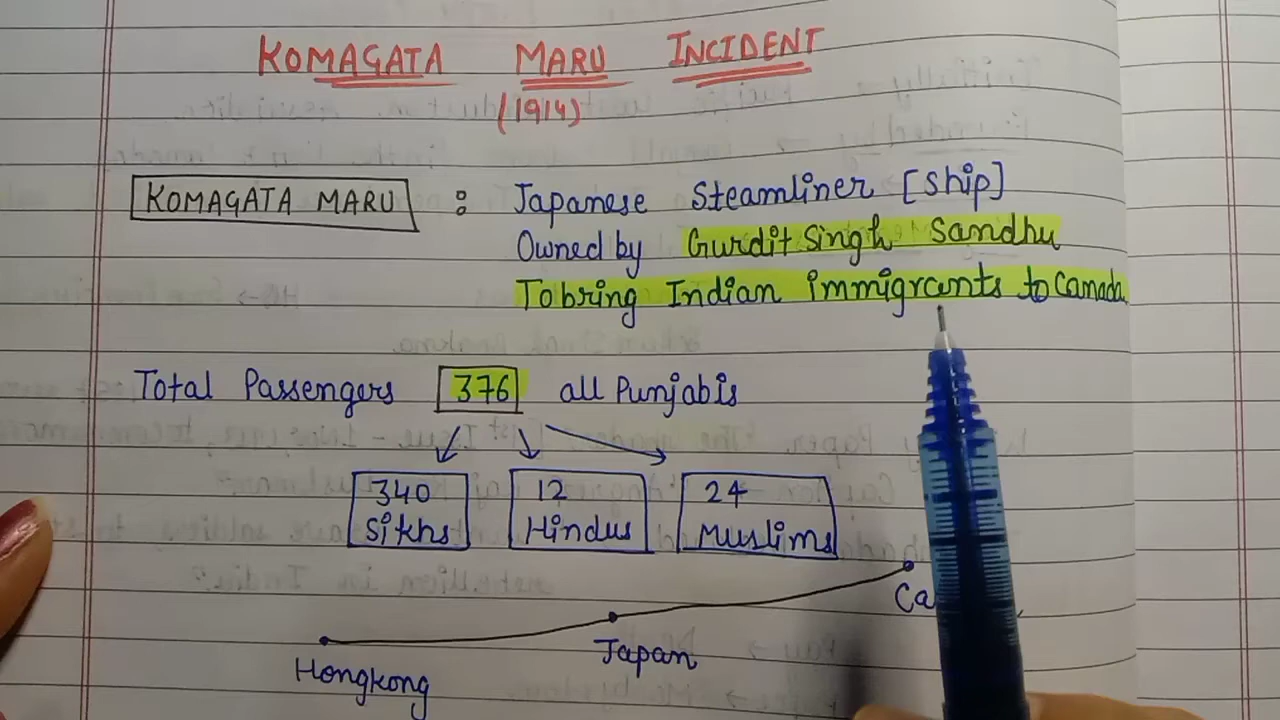 KOMAGATA MARU INCIDENT
(1914)
KOMAGATA MARU : Japanese Steamliner [Ship]
Owned by Gurdit Singh Sandhu
To bring Indian immigrants to Canada
Total Passengers 376 all Punjabis
340 12 24
Sikhs Hindus Muslims
Ca
Japan
Hongkong